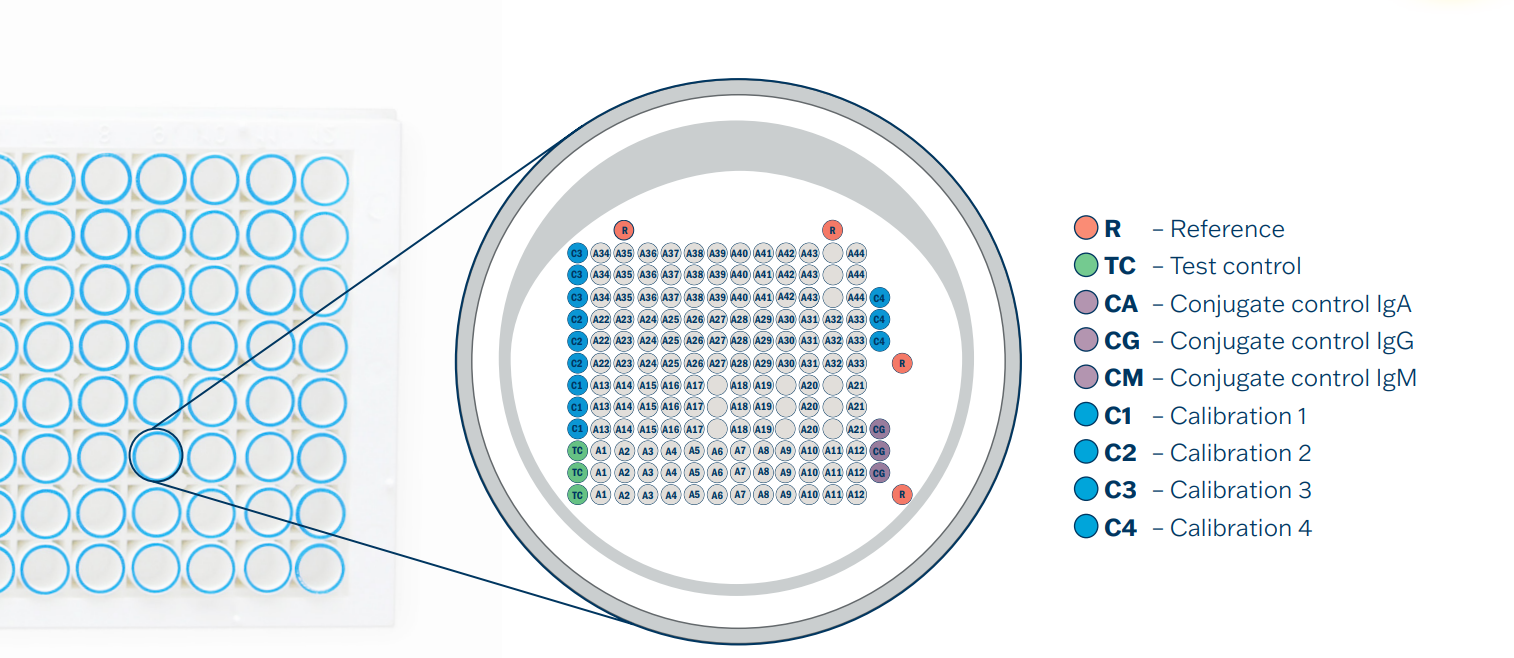 R R
C3 A34 A35 A36 A37 A38 A39 A40 A41 A42 A43 A44
C3 A34 A35 A36 A37 A38 A39 A40 A41 A42 A43 A44
C3 A34 A35 A36 A37 A38 A39 A40 A41 A42 A43 A44 C4
C2 A22 A23 A24 A25 A26 A27 A28 A29 A30 A31 A32 A33 C4
C2 A22 A23 A24 A25 A26 A27 A28 A29 A30 A31 A32 A33 C4
C2 A22 A23 A24 A25 A26 A27 A28 A29 A30 A31 A32 A33 R
C1 A13 A14 A15 A16 A17 A18 A19 A20 A21
C1 A13 A14 A15 A16 A17 A18 A19 A20 A21
C1 A13 A14 A15 A16 A17 A18 A19 A20 A21 CG
TC A1 A2 A3 A4 A5 A6 A7 A8 A9 A10 A11 A12 CG
TC A1 A2 A3 A4 A5 A6 A7 A8 A9 A10 A11 A12 CG
TC A1 A2 A3 A4 A5 A6 A7 A8 A9 A10 A11 A12 R
R – Reference
TC – Test control
CA – Conjugate control IgA
CG – Conjugate control IgG
CM – Conjugate control IgM
C1 – Calibration 1
C2 – Calibration 2
C3 – Calibration 3
C4 – Calibration 4